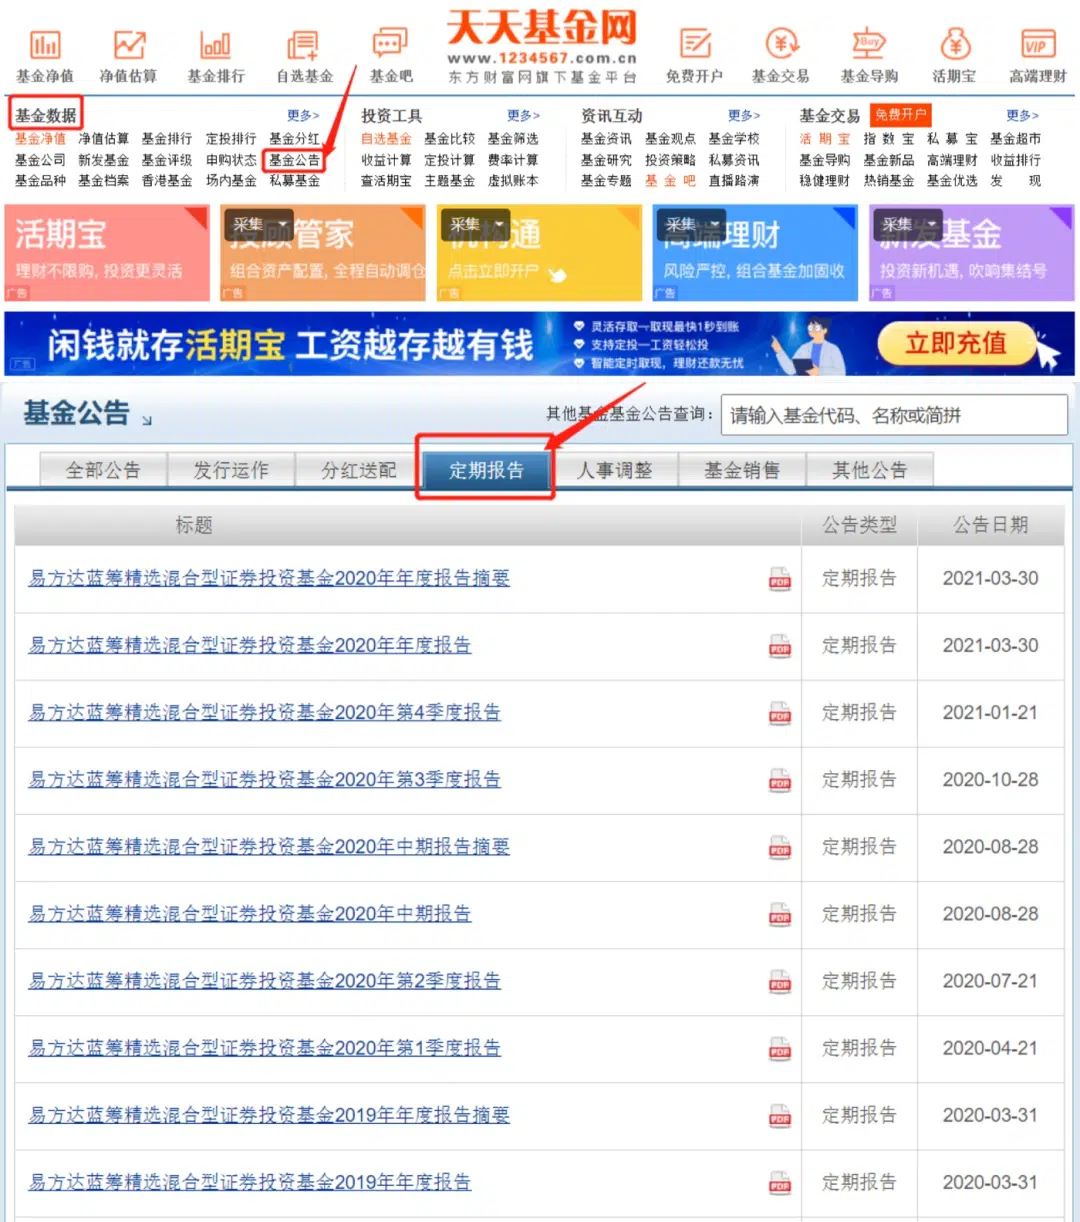 天天基金网
www.1234567.com.cn
东方财富网旗下基金平台
基金净值 净值估算 基金排行 自选基金 基金吧 免费开户 基金交易 基金导购 活期宝 高端理财
Buy VIP
基金数据 更多> 投资工具 更多> 资讯互动 更多> 基金交易 免费开户 更多>
基金净值 净值估算 基金排行 定投排行 基金分红 自选基金 基金比较 基金筛选 基金资讯 基金观点 基金学校 活期宝 指数宝 私募宝 基金超市
基金公司 新发基金 基金评级 申购状态 基金公告 收益计算 定投计算 费率计算 基金研究 投资策略 私募资讯 基金导购 基金新品 高端理财 收益排行
基金品种 基金档案 香港基金 场内基金 私募基金 查活期宝 主题基金 虚拟账本 基金专题 基金吧 直播路演 稳健理财 热销基金 基金优选 发现
活期宝
理财不限购,投资更灵活
广告
采集
投顾管家
组合资产配置,全程自动调仓
广告
采集
机构通
点击立即开户
广告
采集
高端理财
风险严控,组合基金加固收
广告
采集
新发基金
投资新机遇,吹响集结号
广告
闲钱就存活期宝 工资越存越有钱
灵活存取—取现最快1秒到账
支持定投—工资轻松投
智能定时取现,理财还款无忧
立即充值
广告
基金公告 其他基金基金公告查询: 请输入基金代码、名称或简拼
全部公告 发行运作 分红送配 定期报告 人事调整 基金销售 其他公告
标题 公告类型 公告日期
易方达蓝筹精选混合型证券投资基金2020年年度报告摘要 PDF 定期报告 2021-03-30
易方达蓝筹精选混合型证券投资基金2020年年度报告 PDF 定期报告 2021-03-30
易方达蓝筹精选混合型证券投资基金2020年第4季度报告 PDF 定期报告 2021-01-21
易方达蓝筹精选混合型证券投资基金2020年第3季度报告 PDF 定期报告 2020-10-28
易方达蓝筹精选混合型证券投资基金2020年中期报告摘要 PDF 定期报告 2020-08-28
易方达蓝筹精选混合型证券投资基金2020年中期报告 PDF 定期报告 2020-08-28
易方达蓝筹精选混合型证券投资基金2020年第2季度报告 PDF 定期报告 2020-07-21
易方达蓝筹精选混合型证券投资基金2020年第1季度报告 PDF 定期报告 2020-04-21
易方达蓝筹精选混合型证券投资基金2019年年度报告摘要 PDF 定期报告 2020-03-31
易方达蓝筹精选混合型证券投资基金2019年年度报告 PDF 定期报告 2020-03-31